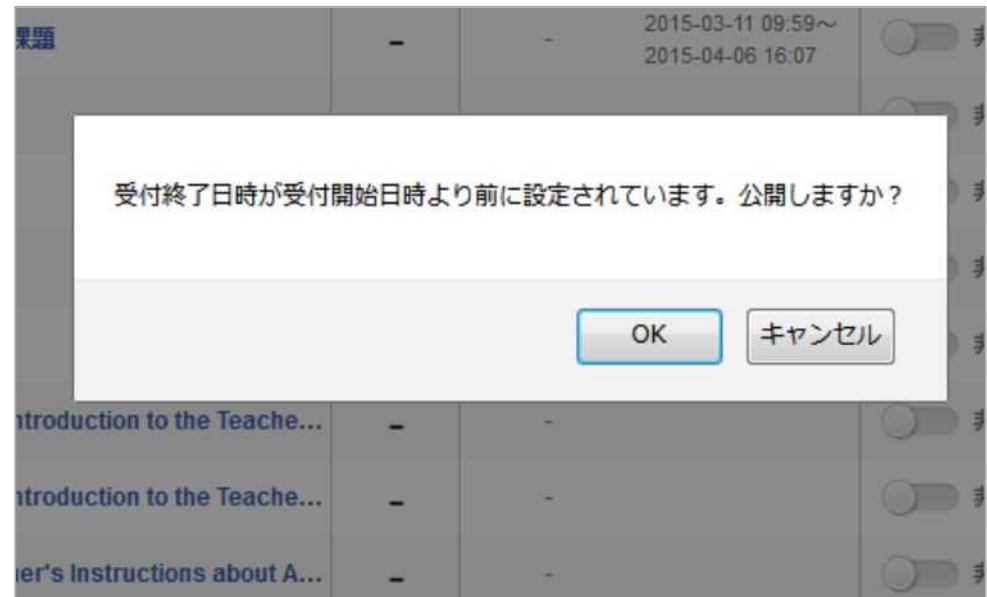 課題
-
-
2015-03-11 09:59～
2015-04-06 16:07
受付終了日時が受付開始日時より前に設定されています。公開しますか？
OK
キャンセル
ntroduction to the Teache...
-
-
ntroduction to the Teache...
-
-
er's Instructions about A...
-
-